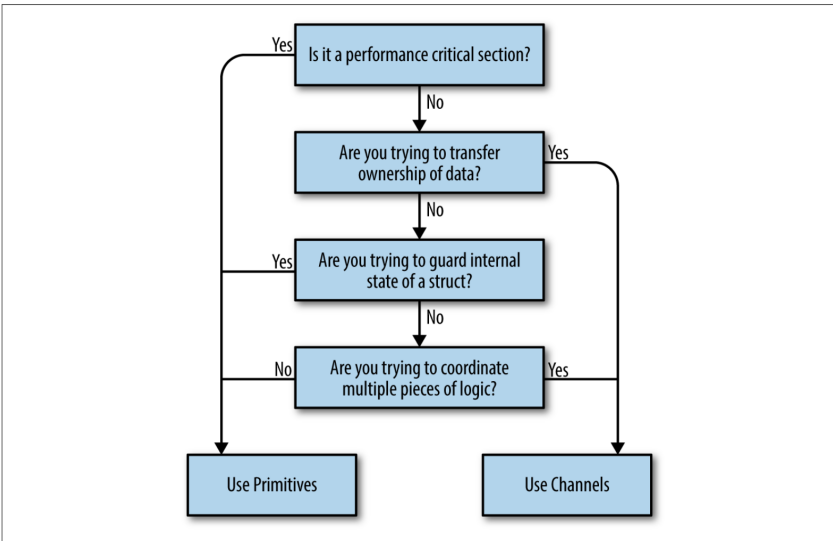 Yes
Is it a performance critical section?
No
Are you trying to transfer
ownership of data?
Yes
No
Yes
Are you trying to guard internal
state of a struct?
No
No
Are you trying to coordinate
multiple pieces of logic?
Yes
Use Primitives
Use Channels